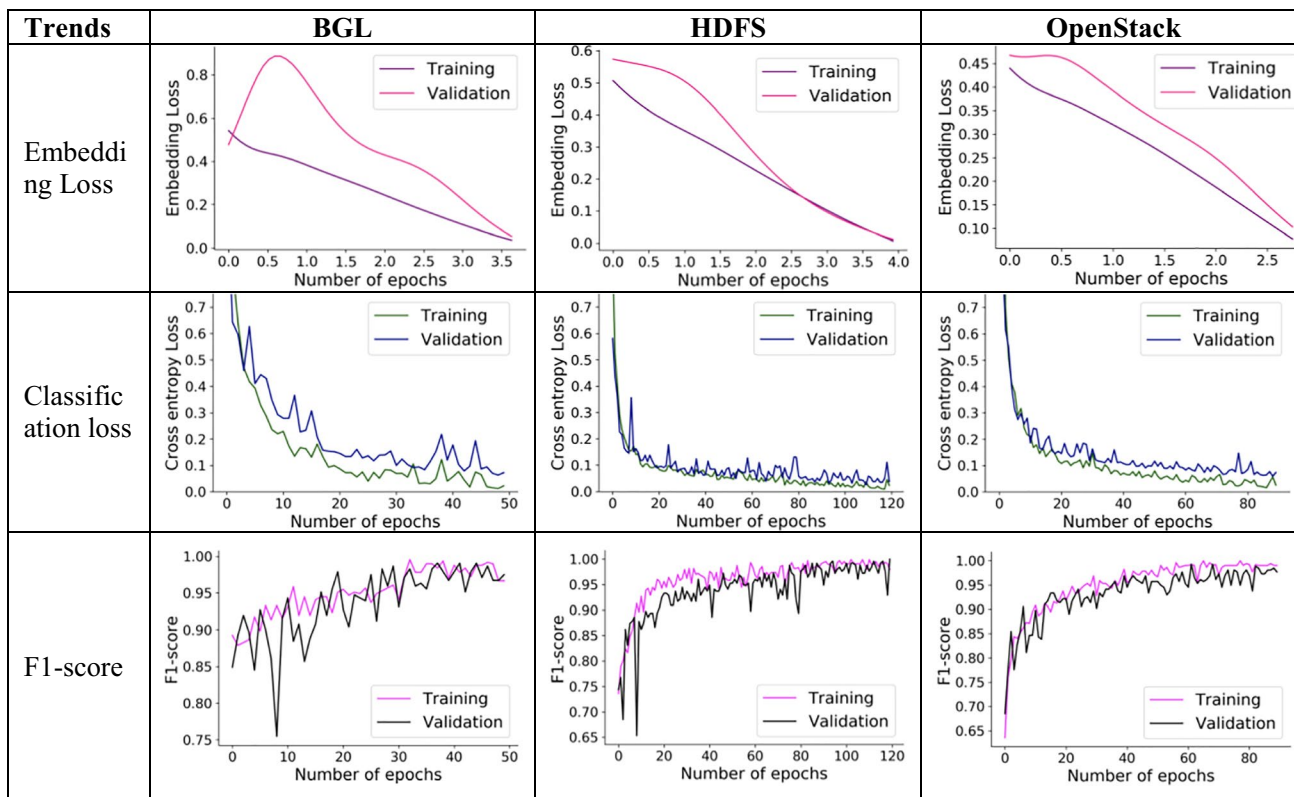 Trends BGL HDFS OpenStack
Embeddi
ng Loss
Embedding Loss
0.8
0.6
0.4
0.2
0.0
Training
Validation
0.0 0.5 1.0 1.5 2.0 2.5 3.0 3.5
Number of epochs
Embedding Loss
0.6
0.5
0.4
0.3
0.2
0.1
0.0
Training
Validation
0.0 0.5 1.0 1.5 2.0 2.5 3.0 3.5 4.0
Number of epochs
Embedding Loss
0.45
0.40
0.35
0.30
0.25
0.20
0.15
0.10
Training
Validation
0.0 0.5 1.0 1.5 2.0 2.5
Number of epochs
Classific
ation loss
Cross entropy Loss
0.7
0.6
0.5
0.4
0.3
0.2
0.1
0.0
Training
Validation
0 10 20 30 40 50
Number of epochs
Cross entropy Loss
0.7
0.6
0.5
0.4
0.3
0.2
0.1
0.0
Training
Validation
0 20 40 60 80 100 120
Number of epochs
Cross entropy Loss
0.7
0.6
0.5
0.4
0.3
0.2
0.1
0.0
Training
Validation
0 20 40 60 80
Number of epochs
F1-score
F1-score
1.00
0.95
0.90
0.85
0.80
0.75
Training
Validation
0 10 20 30 40 50
Number of epochs
F1-score
1.00
0.95
0.90
0.85
0.80
0.75
0.70
0.65
Training
Validation
0 20 40 60 80 100 120
Number of epochs
F1-score
1.00
0.95
0.90
0.85
0.80
0.75
0.70
0.65
Training
Validation
0 20 40 60 80
Number of epochs